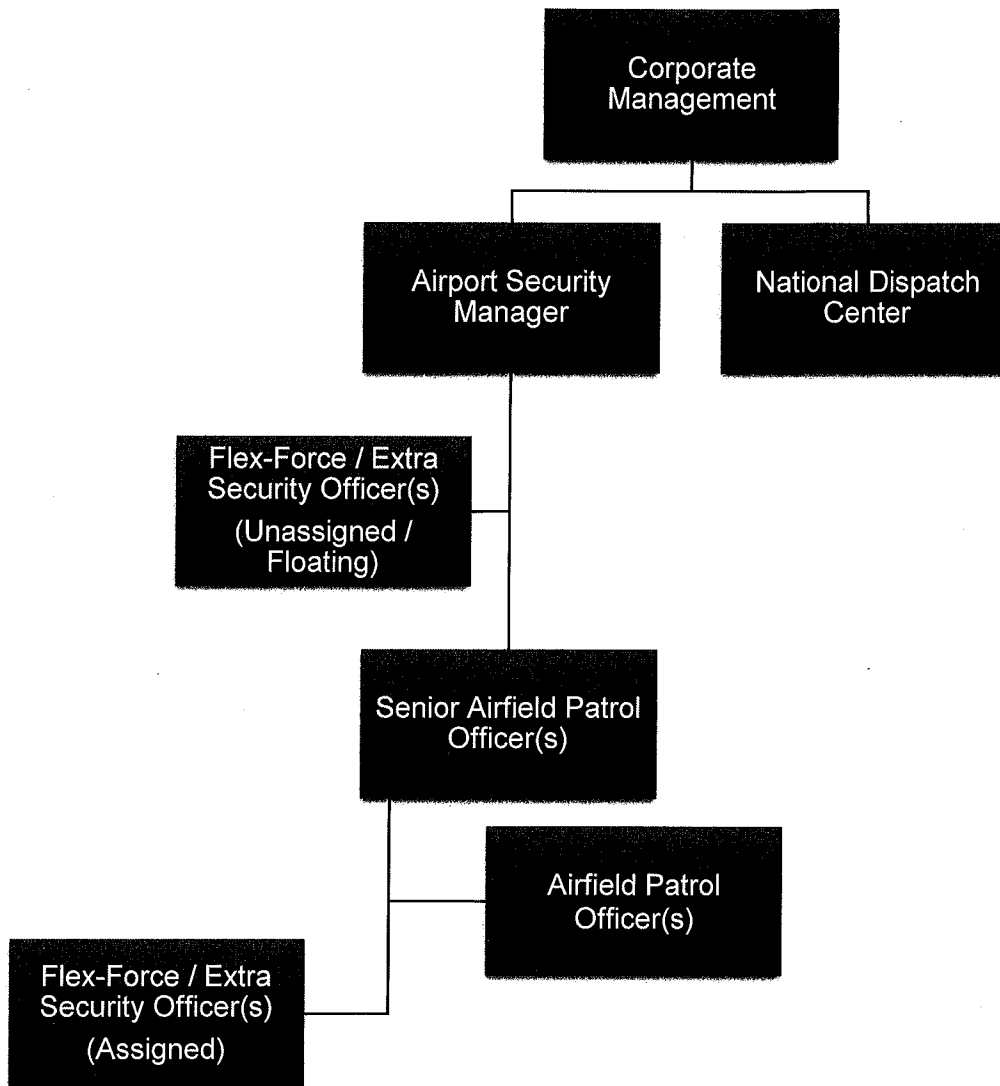 Corporate
Management
Airport Security
Manager
National Dispatch
Center
Flex-Force / Extra
Security Officer(s)
(Unassigned /
Floating)
Senior Airfield Patrol
Officer(s)
Airfield Patrol
Officer(s)
Flex-Force / Extra
Security Officer(s)
(Assigned)